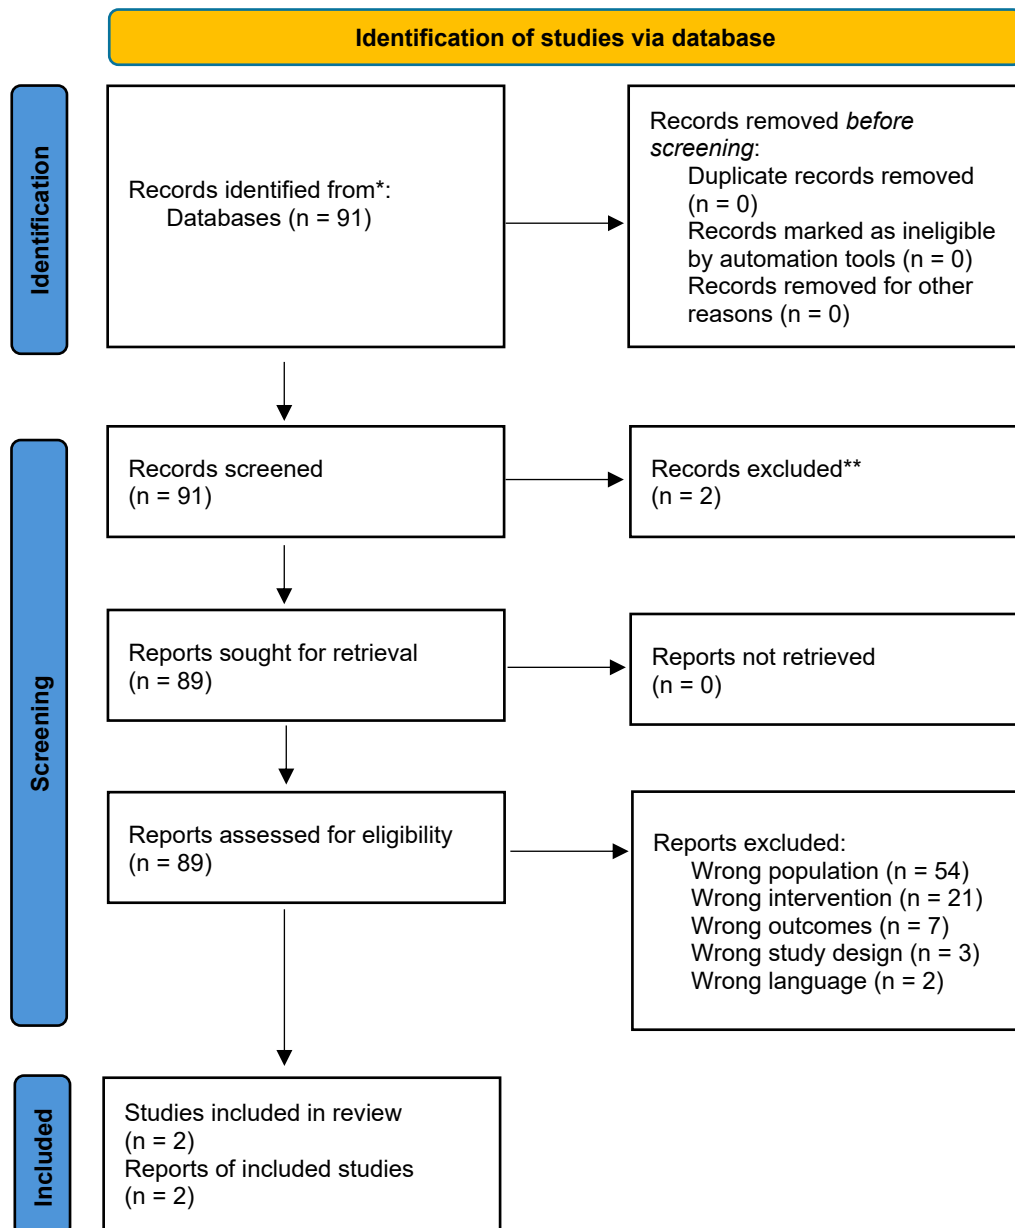 Identification of studies via database
Identification
Records identified from*:
Databases (n = 91)
Records removed before
screening:
Duplicate records removed
(n = 0)
Records marked as ineligible
by automation tools (n = 0)
Records removed for other
reasons (n = 0)
Screening
Records screened
(n = 91)
Records excluded**
(n = 2)
Reports sought for retrieval
(n = 89)
Reports not retrieved
(n = 0)
Reports assessed for eligibility
(n = 89)
Reports excluded:
Wrong population (n = 54)
Wrong intervention (n = 21)
Wrong outcomes (n = 7)
Wrong study design (n = 3)
Wrong language (n = 2)
Included
Studies included in review
(n = 2)
Reports of included studies
(n = 2)